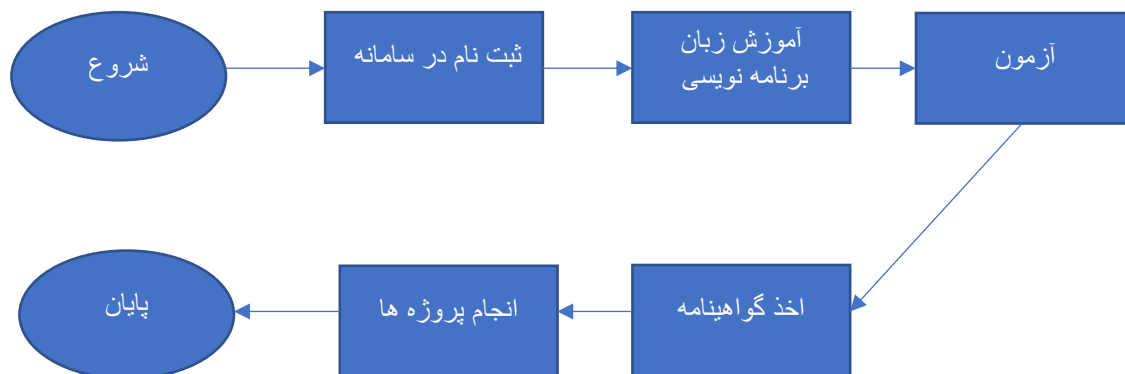 شروع
ثبت نام در سامانه
آموزش زبان
برنامه نویسی
آزمون
اخذ گواهینامه
انجام پروژه ها
پایان